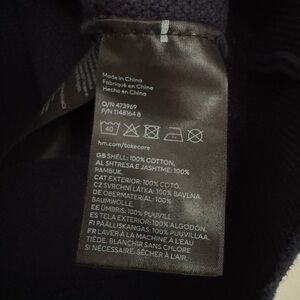 Made in China
Fabriqué en Chine
Hecho en China
O/N 473969
P/N 1148164 8
40
hm.com/takecare
GB SHELL: 100% COTTON,
AL SHTRESA E JASHTME: 100%
PAMBUK.
CAT EXTERIOR: 100% COTÓ.
CZ SVRCHNÍ LÁTKA: 100% BAVLNA
DE OBERMATERIAL: 100%
BAUMWOLLE.
EE ÜMBRIS: 100% PUUVILL.
ES TELA EXTERIOR: 100% ALGODÓN.
FI PÄÄLLISKANGAS: 100% PUUVILLAA.
FR LAVER À LA MACHINE À L'EAU
TIÈDE. BLANCHIR SANS CHLORE
SI NÉCESSAIRE. SÉCHER À L'AIR.